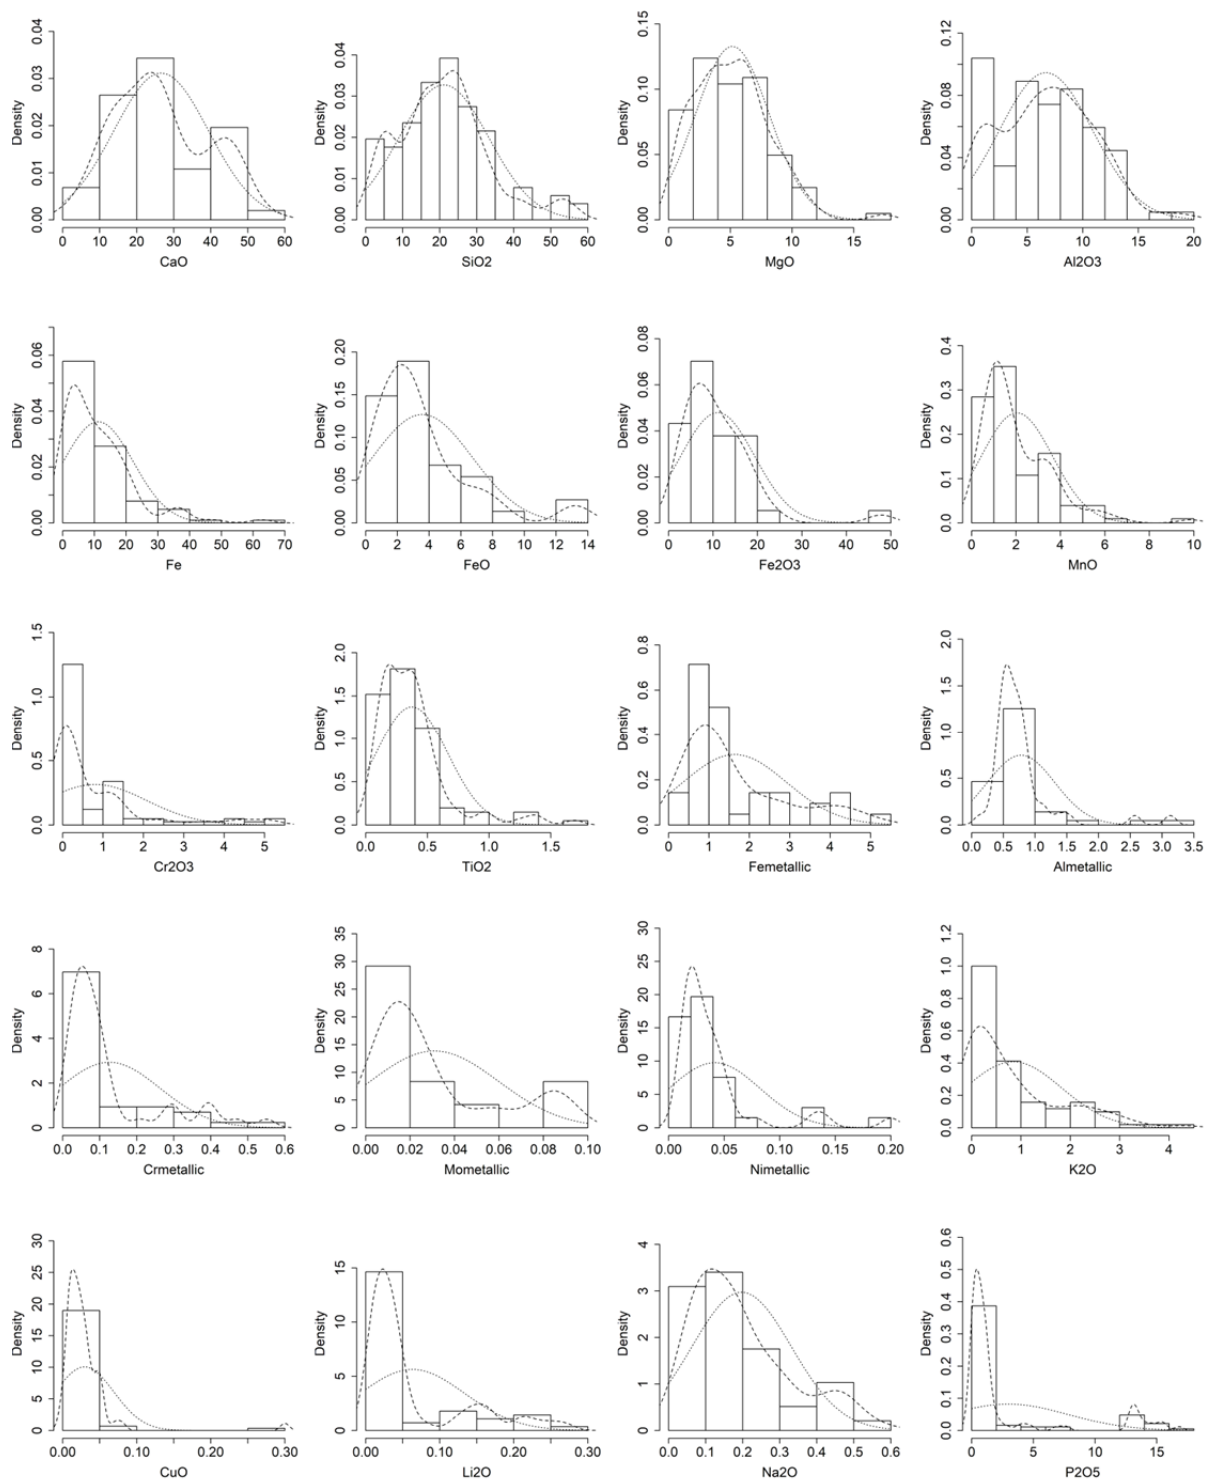 Density
0.00 0.01 0.02 0.03 0.04
0 10 20 30 40 50 60
CaO
Density
0.00 0.01 0.02 0.03 0.04
0 10 20 30 40 50 60
SiO2
Density
0.00 0.05 0.10 0.15
0 5 10 15
MgO
Density
0.00 0.04 0.08 0.12
0 5 10 15 20
Al2O3
Density
0.00 0.02 0.04 0.06
0 10 20 30 40 50 60 70
Fe
Density
0.00 0.05 0.10 0.15 0.20
0 2 4 6 8 10 12 14
FeO
Density
0.00 0.02 0.04 0.06 0.08
0 10 20 30 40 50
Fe2O3
Density
0.0 0.1 0.2 0.3 0.4
0 2 4 6 8 10
MnO
Density
0.0 0.5 1.0 1.5
0 1 2 3 4 5
Cr2O3
Density
0.0 0.5 1.0 1.5 2.0
0.0 0.5 1.0 1.5
TiO2
Density
0.0 0.2 0.4 0.6 0.8
0 1 2 3 4 5
Femetallic
Density
0.0 0.5 1.0 1.5 2.0
0.0 0.5 1.0 1.5 2.0 2.5 3.0 3.5
Almetallic
Density
0 2 4 6 8
0.0 0.1 0.2 0.3 0.4 0.5 0.6
Crmetallic
Density
0 5 10 15 20 25 30 35
0.00 0.02 0.04 0.06 0.08 0.10
Mometallic
Density
0 5 10 15 20 25 30
0.00 0.05 0.10 0.15 0.20
Nimetallic
Density
0.0 0.2 0.4 0.6 0.8 1.0 1.2
0 1 2 3 4
K2O
Density
0 5 10 15 20 25 30
0.00 0.10 0.20 0.30
CuO
Density
0 5 10 15
0.00 0.10 0.20 0.30
Li2O
Density
0 1 2 3 4
0.0 0.1 0.2 0.3 0.4 0.5 0.6
Na2O
Density
0.0 0.1 0.2 0.3 0.4 0.5 0.6
0 5 10 15
P2O5